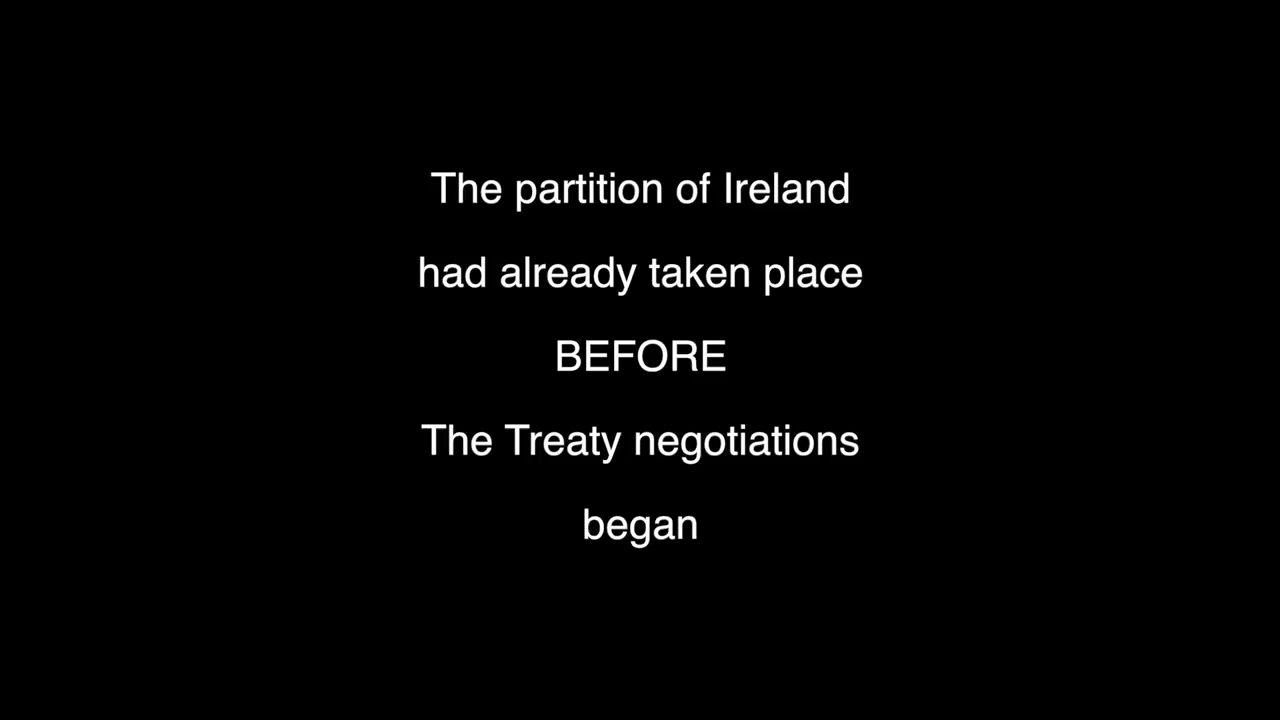 The partition of Ireland
had already taken place
BEFORE
The Treaty negotiations
began